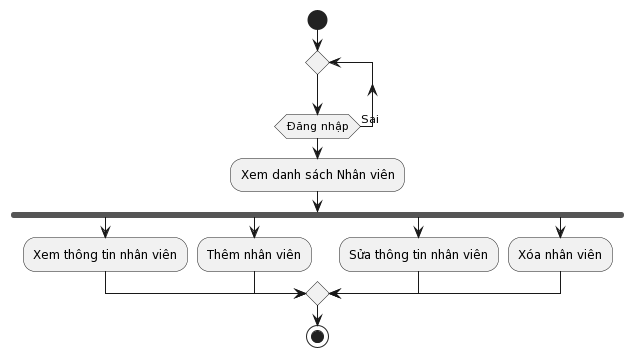 Đăng nhập
Sai
Xem danh sách Nhân viên
Xem thông tin nhân viên
Thêm nhân viên
Sửa thông tin nhân viên
Xóa nhân viên